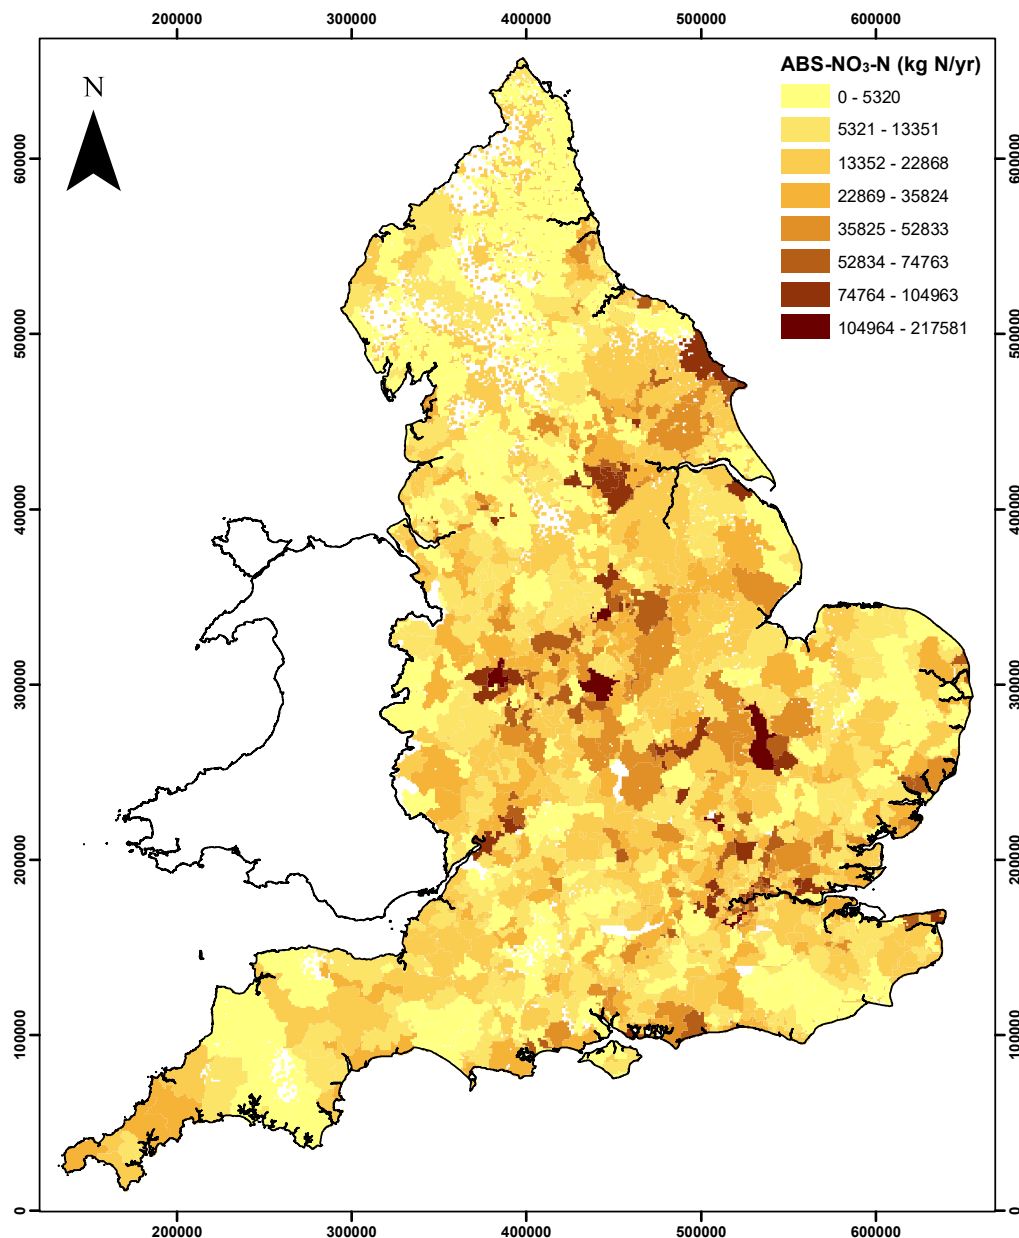 200000 300000 400000 500000 600000
ABS-NO₃-N (kg N/yr)
0 - 5320
5321 - 13351
13352 - 22868
22869 - 35824
35825 - 52833
52834 - 74763
74764 - 104963
104964 - 217581
N
600000 600000
500000 500000
400000 400000
300000 300000
200000 200000
100000 100000
0 0
200000 300000 400000 500000 600000